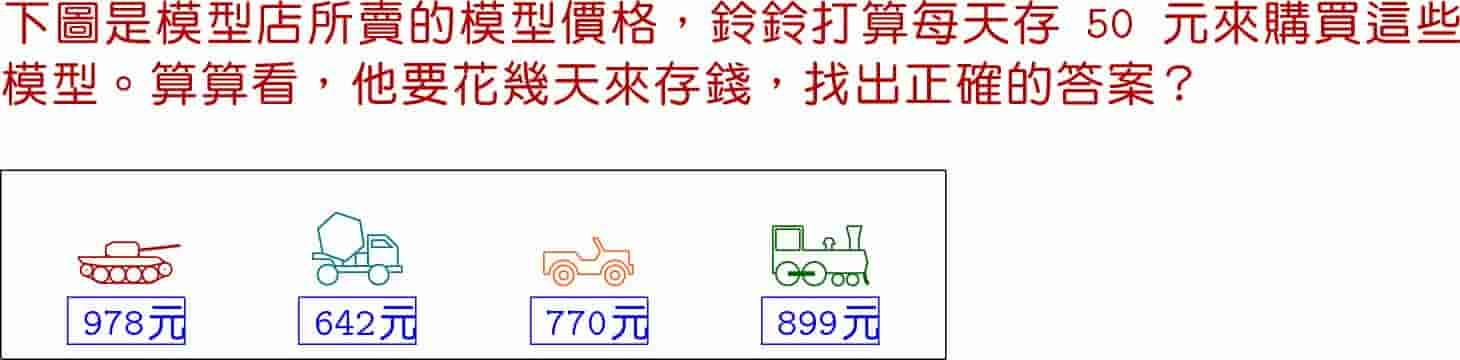 下圖是模型店所賣的模型價格，鈴鈴打算每天存 50 元來購買這些
模型。算算看，他要花幾天來存錢，找出正確的答案？
978元 642元 770元 899元